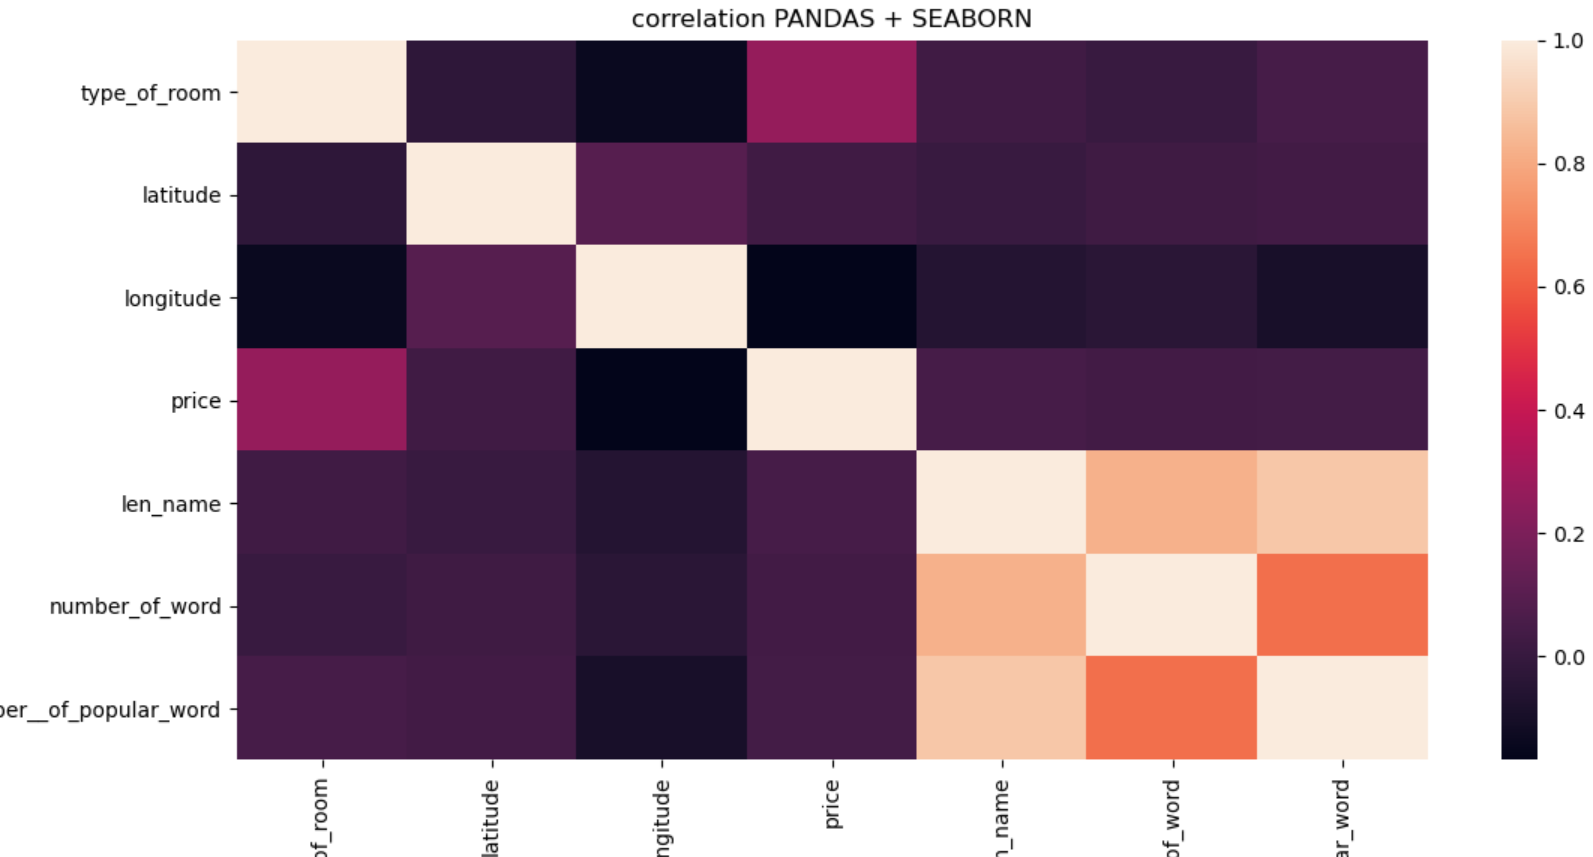 correlation PANDAS + SEABORN
type_of_room
latitude
longitude
price
len_name
number_of_word
ber__of_popular_word
1.0
0.8
0.6
0.4
0.2
0.0
of_room
latitude
ngitude
price
n_name
of_word
ar_word